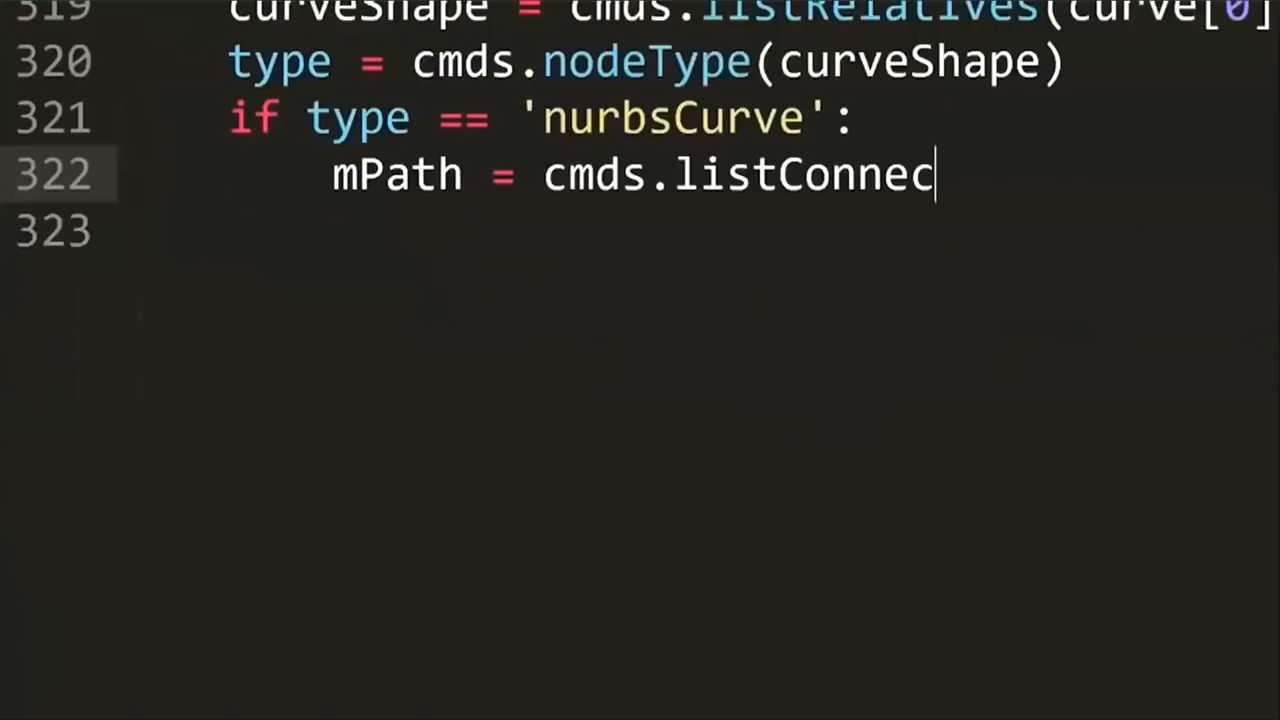 319 curveShape = cmds.listRelatives(curve[0]
320 type = cmds.nodeType(curveShape)
321 if type == 'nurbsCurve':
322 mPath = cmds.listConnec
323